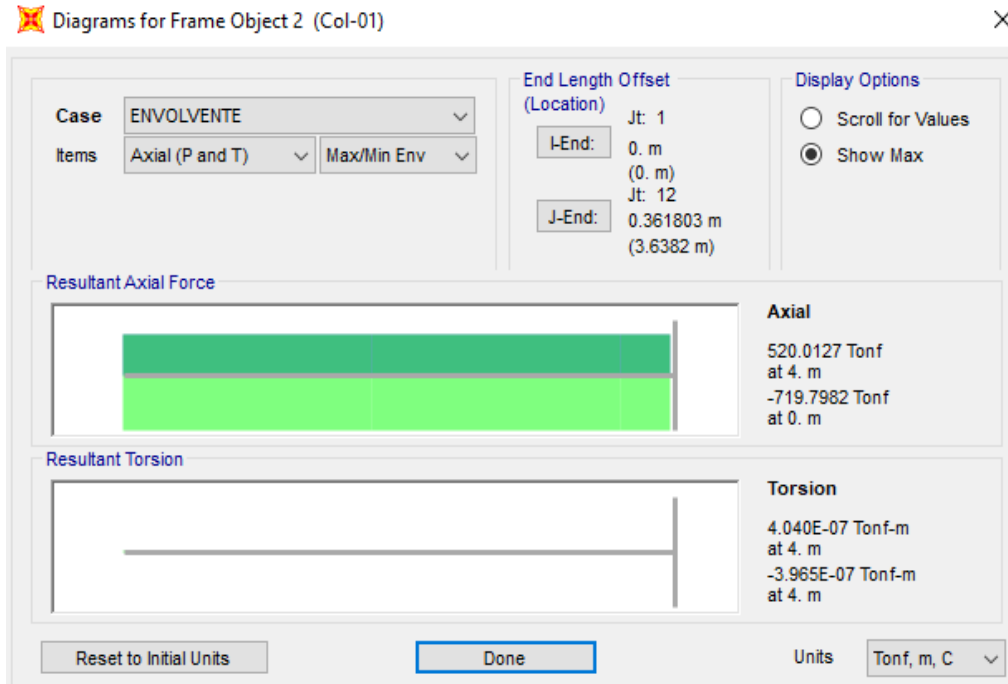 Diagrams for Frame Object 2 (Col-01)
Case
ENVOLVENTE
Items
Axial (P and T)
Max/Min Env
End Length Offset
(Location)
I-End:
Jt: 1
0. m
(0. m)
J-End:
Jt: 12
0.361803 m
(3.6382 m)
Display Options
Scroll for Values
Show Max
Resultant Axial Force
Axial
520.0127 Tonf
at 4. m
-719.7982 Tonf
at 0. m
Resultant Torsion
Torsion
4.040E-07 Tonf-m
at 4. m
-3.965E-07 Tonf-m
at 4. m
Reset to Initial Units
Done
Units
Tonf, m, C